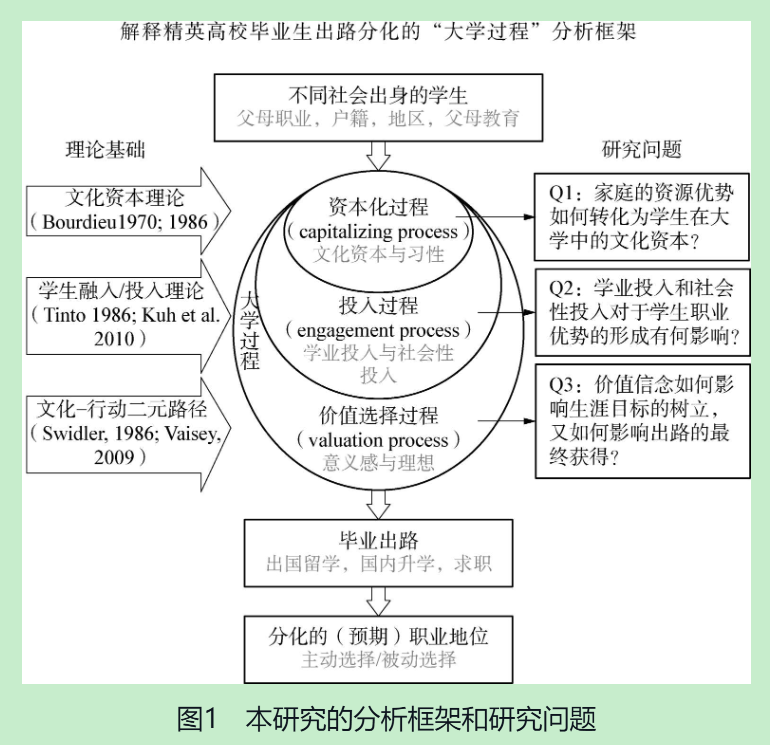 解释精英高校毕业生出路分化的“大学过程”分析框架
不同社会出身的学生
父母职业，户籍，地区，父母教育
理论基础
文化资本理论
（Bourdieu1970; 1986）
学生融入/投入理论
（Tinto 1986; Kuh et al.
2010）
文化–行动二元路径
（Swidler, 1986; Vaisey,
2009）
大学过程
资本化过程
（capitalizing process）
文化资本与习性
投入过程
（engagement process）
学业投入与社会性
投入
价值选择过程
（valuation process）
意义感与理想
研究问题
Q1：家庭的资源优势
如何转化为学生在大
学中的文化资本？
Q2：学业投入和社会
性投入对于学生职业
优势的形成有何影响？
Q3：价值信念如何影
响生涯目标的树立，
又如何影响出路的最
终获得？
毕业出路
出国留学，国内升学，求职
分化的（预期）职业地位
主动选择/被动选择
图1　本研究的分析框架和研究问题